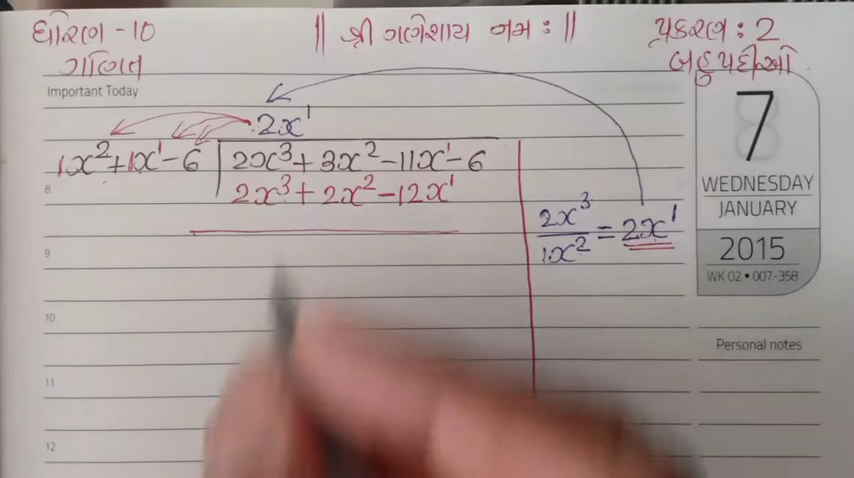 ધોરણ - 10 || શ્રી ગણેશાય નમઃ || પ્રકરણ : 2
ગણિત બહુપદીઓ
Important Today
7
2x¹
1x² + 1x¹ - 6 2x³ + 3x² - 11x¹ - 6
8 2x³ + 2x² - 12x¹
WEDNESDAY
JANUARY
2x³/1x² = 2x¹
2015
WK 02 • 007-358
9
10
Personal notes
11
12